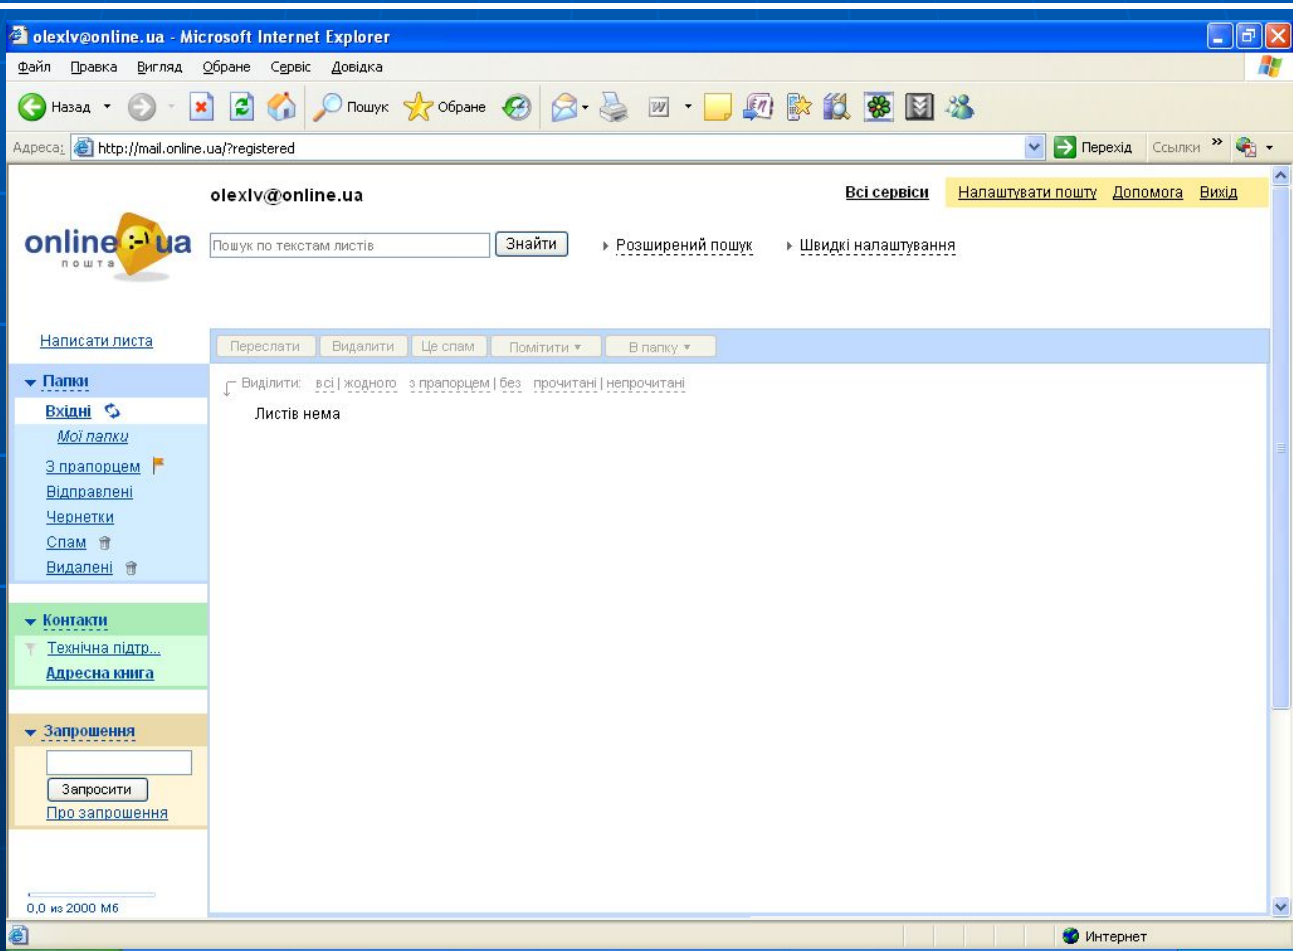 olexlv@online.ua - Microsoft Internet Explorer
Файл Правка Вигляд Обране Сервіс Довідка
Назад Пошук Обране
Адреса: http://mail.online.ua/?registered Перехід Ссылки »
olexlv@online.ua Всі сервіси Налаштувати пошту Допомога Вихід
online ua
пошта
Пошук по текстам листів Знайти Розширений пошук Швидкі налаштування
Написати листа
Переслати Видалити Це спам Помітити В папку
Папки
Виділити: всі | жодного з прапорцем | без прочитані | непрочитані
Вхідні
Листів нема
Мої папки
З прапорцем
Відправлені
Чернетки
Спам
Видалені
Контакти
Технічна підтр...
Адресна книга
Запрошення
Запросити
Про запрошення
0,0 из 2000 Мб
Интернет